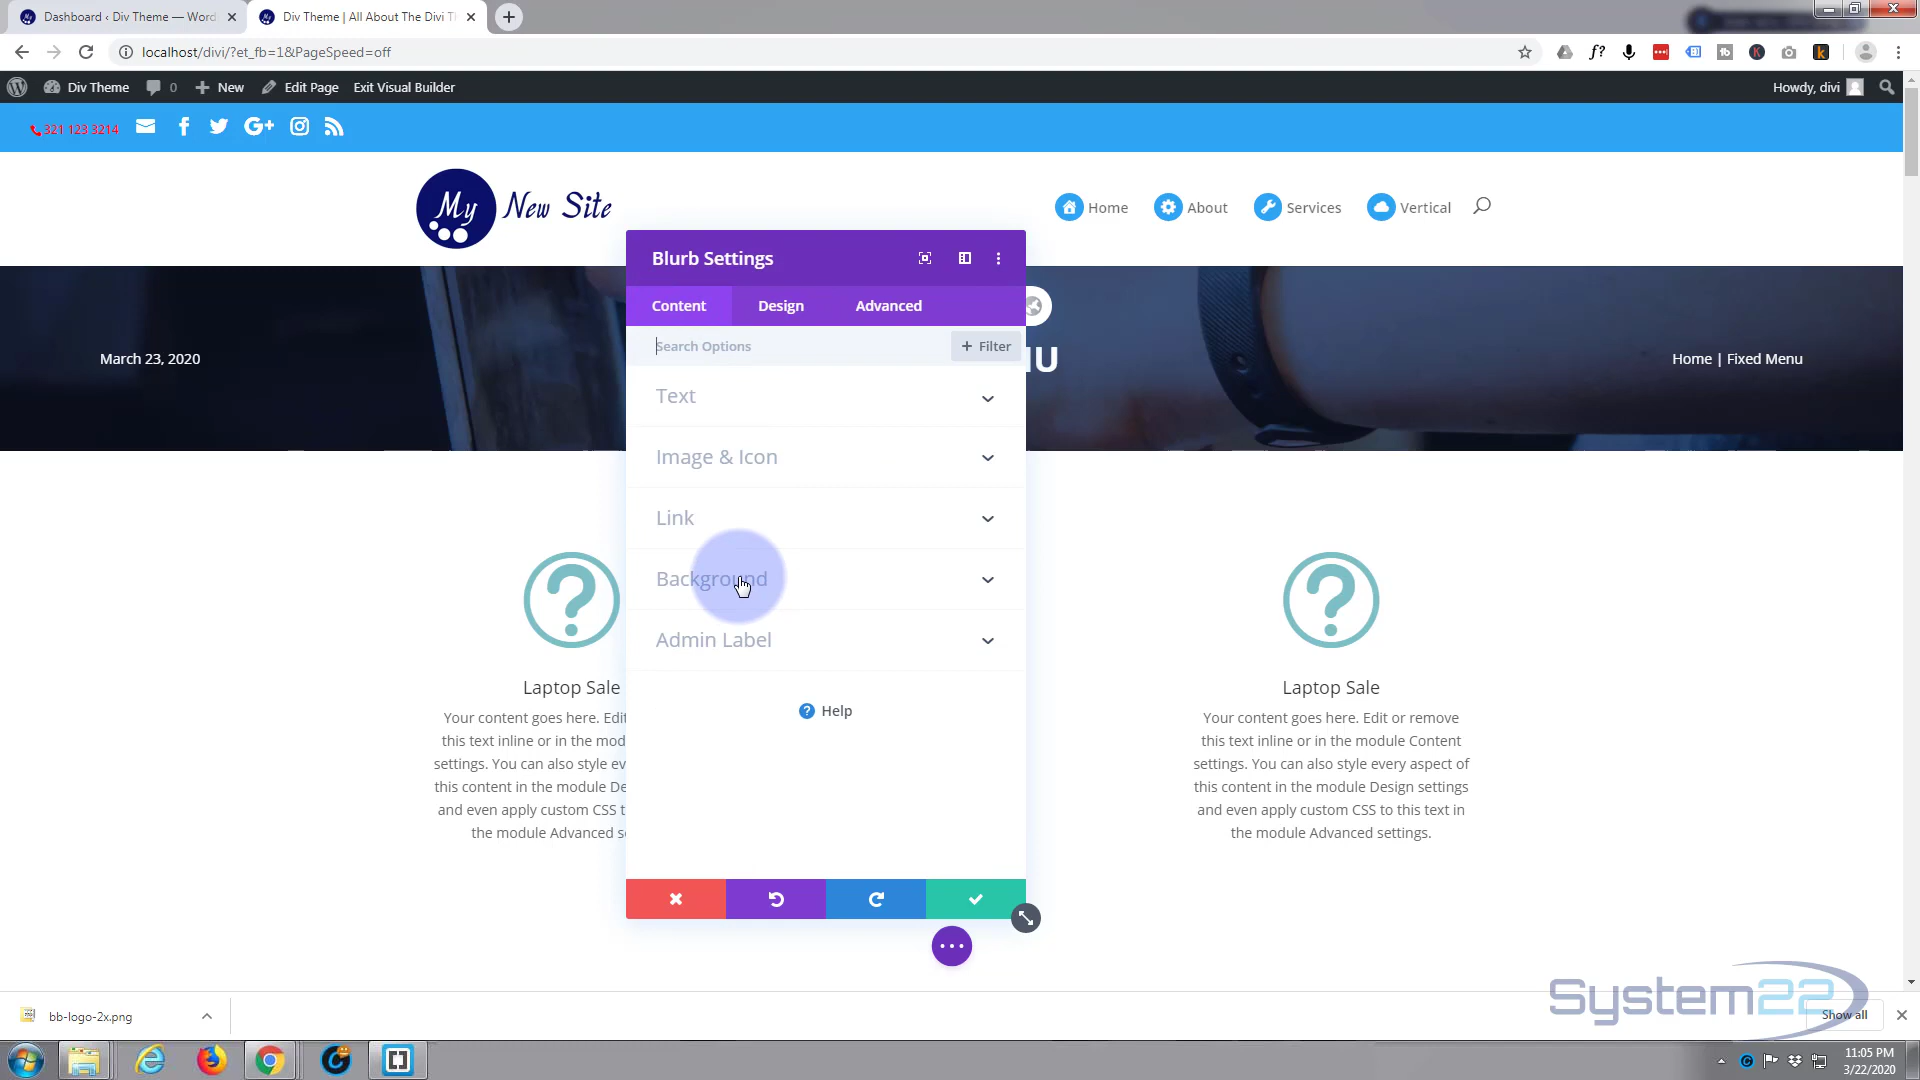 Dashboard ‹ Div Theme — Word
Div Theme | All About The Divi Th
localhost/divi/?et_fb=1&PageSpeed=off
Div Theme
0
New
Edit Page
Exit Visual Builder
Howdy, divi
321 123 3214
My New Site
Home
About
Services
Vertical
Blurb Settings
Content
Design
Advanced
Search Options
+ Filter
March 23, 2020
NU
Home | Fixed Menu
Text
Image & Icon
Link
Background
Admin Label
Help
Laptop Sale
Your content goes here. Edit
this text inline or in the mod
settings. You can also style ev
this content in the module De
and even apply custom CSS t
the module Advanced s
Laptop Sale
Your content goes here. Edit or remove
this text inline or in the module Content
settings. You can also style every aspect of
this content in the module Design settings
and even apply custom CSS to this text in
the module Advanced settings.
System22
bb-logo-2x.png
Show all
11:05 PM
3/22/2020